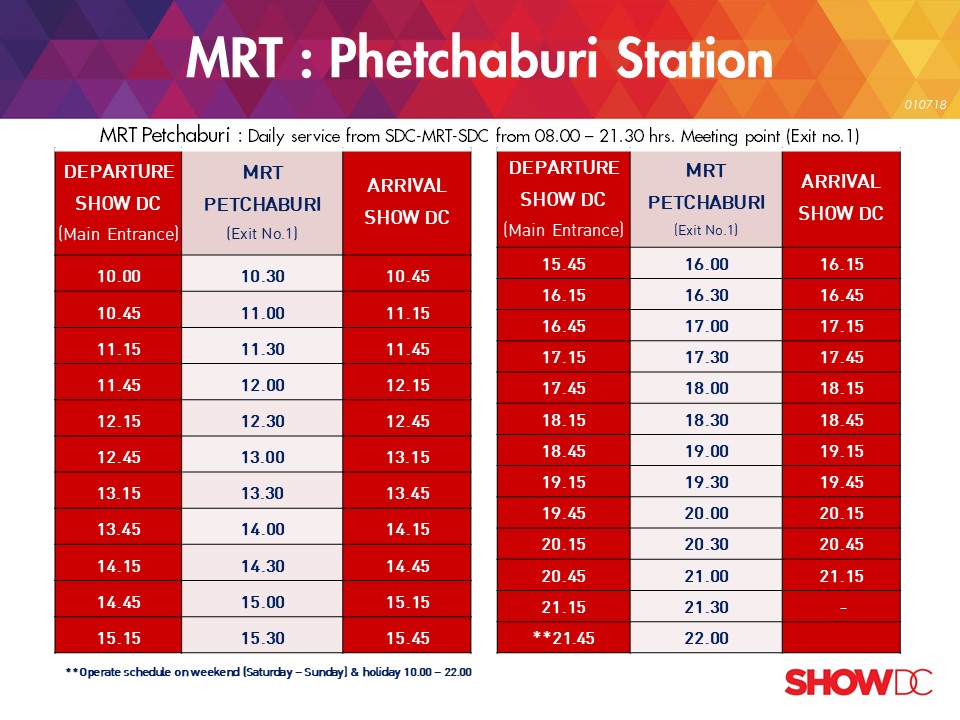 MRT : Phetchaburi Station
010718
MRT Petchaburi : Daily service from SDC-MRT-SDC from 08.00 – 21.30 hrs. Meeting point (Exit no.1)
DEPARTURE
SHOW DC
(Main Entrance)
MRT
PETCHABURI
(Exit No.1)
ARRIVAL
SHOW DC
10.00 10.30 10.45
10.45 11.00 11.15
11.15 11.30 11.45
11.45 12.00 12.15
12.15 12.30 12.45
12.45 13.00 13.15
13.15 13.30 13.45
13.45 14.00 14.15
14.15 14.30 14.45
14.45 15.00 15.15
15.15 15.30 15.45
DEPARTURE
SHOW DC
(Main Entrance)
MRT
PETCHABURI
(Exit No.1)
ARRIVAL
SHOW DC
15.45 16.00 16.15
16.15 16.30 16.45
16.45 17.00 17.15
17.15 17.30 17.45
17.45 18.00 18.15
18.15 18.30 18.45
18.45 19.00 19.15
19.15 19.30 19.45
19.45 20.00 20.15
20.15 20.30 20.45
20.45 21.00 21.15
21.15 21.30 -
**21.45 22.00
**Operate schedule on weekend (Saturday – Sunday) & holiday 10.00 – 22.00
SHOWDC